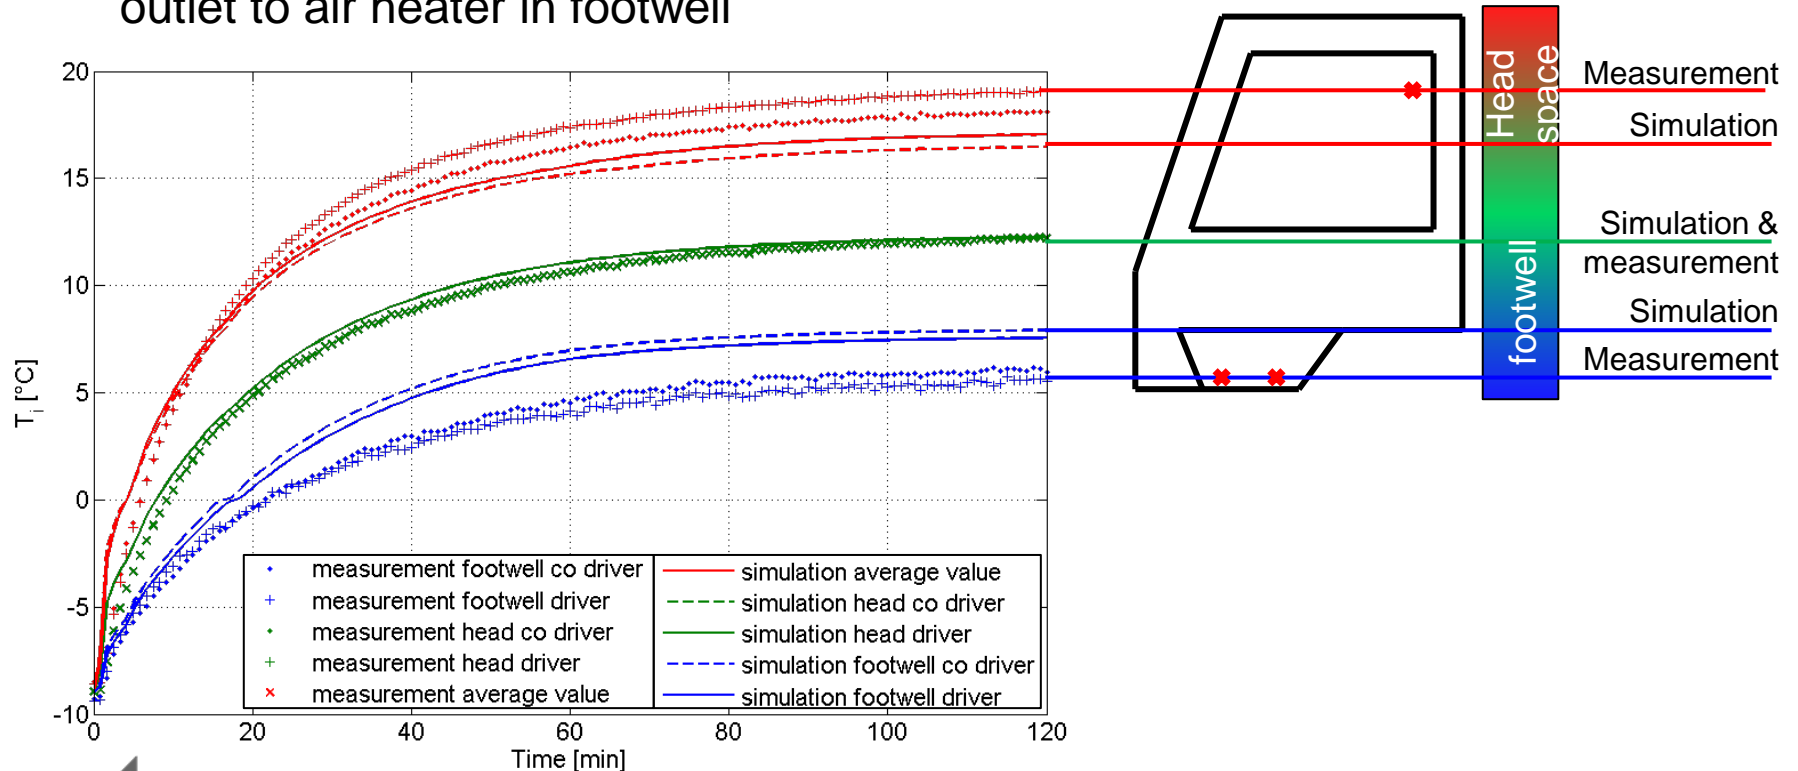 outlet to air heater in footwell
20
15
10
5
0
-5
-10
T_i [°C]
0 20 40 60 80 100 120
Time [min]
measurement footwell co driver
measurement footwell driver
measurement head co driver
measurement head driver
measurement average value
simulation average value
simulation head co driver
simulation head driver
simulation footwell co driver
simulation footwell driver
Head
space
footwell
Measurement
Simulation
Simulation &
measurement
Simulation
Measurement